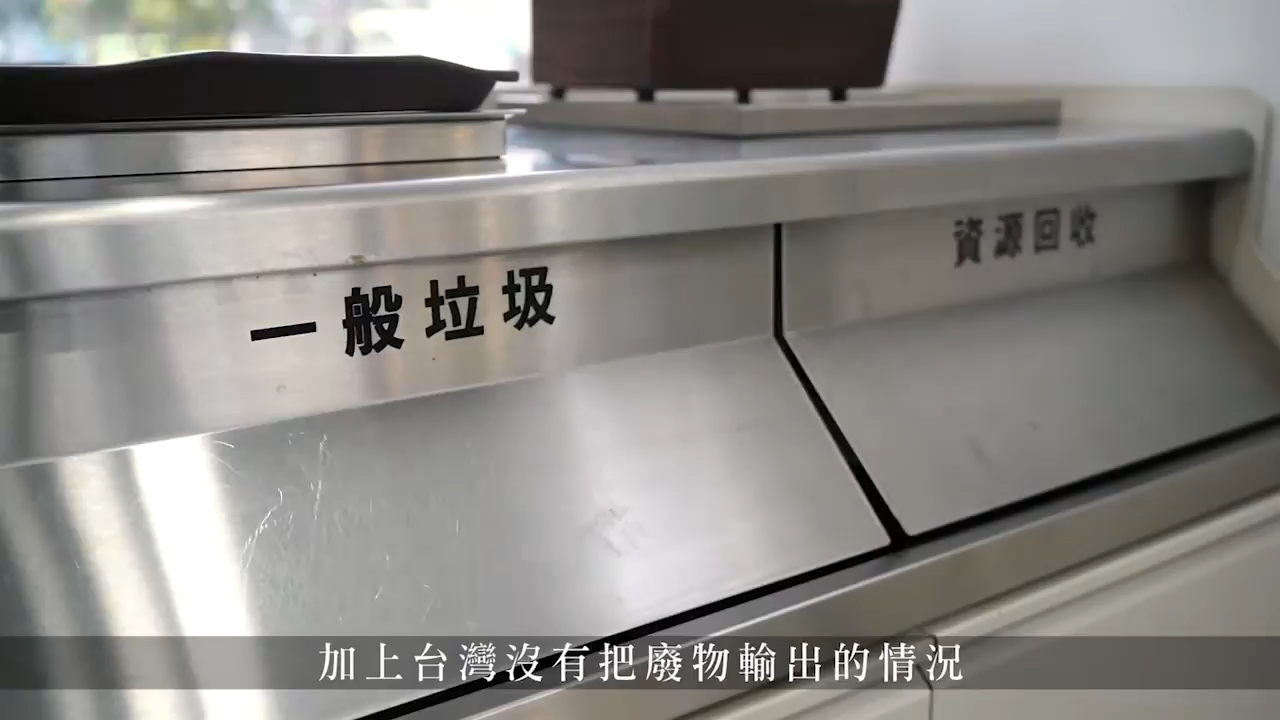 一般垃圾
資源回收
加上台灣沒有把廢物輸出的情況